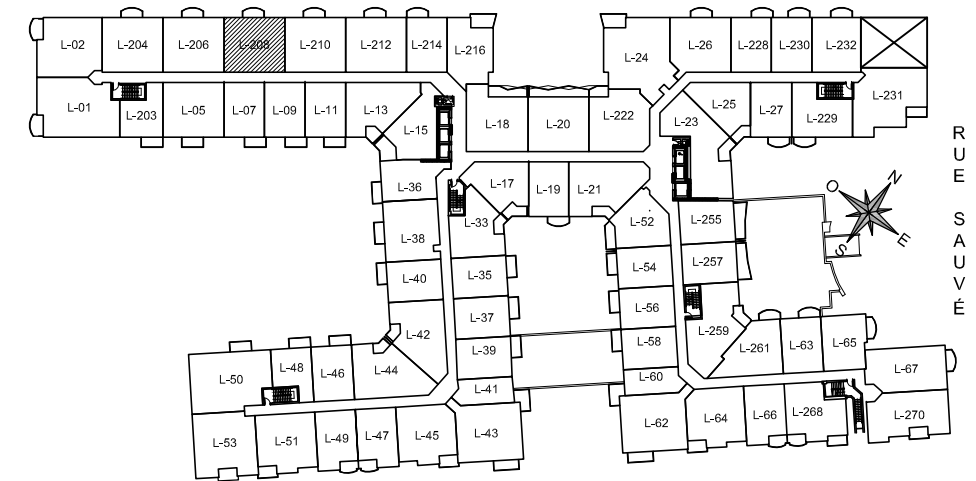 L-02 L-204 L-206 L-208 L-210 L-212 L-214 L-216 L-24 L-26 L-228 L-230 L-232
L-01 L-203 L-05 L-07 L-09 L-11 L-13 L-15 L-18 L-20 L-222 L-23 L-25 L-27 L-229 L-231
L-36 L-17 L-19 L-21
L-33 L-52 L-255
L-38
L-35 L-54 L-257
L-40
L-37 L-56
L-42 L-39 L-58 L-259 L-261 L-63 L-65
L-50 L-48 L-46 L-44 L-41 L-60 L-67
L-53 L-51 L-49 L-47 L-45 L-43 L-62 L-64 L-66 L-268 L-270
N
O
E
S
RUE SAUVÉ